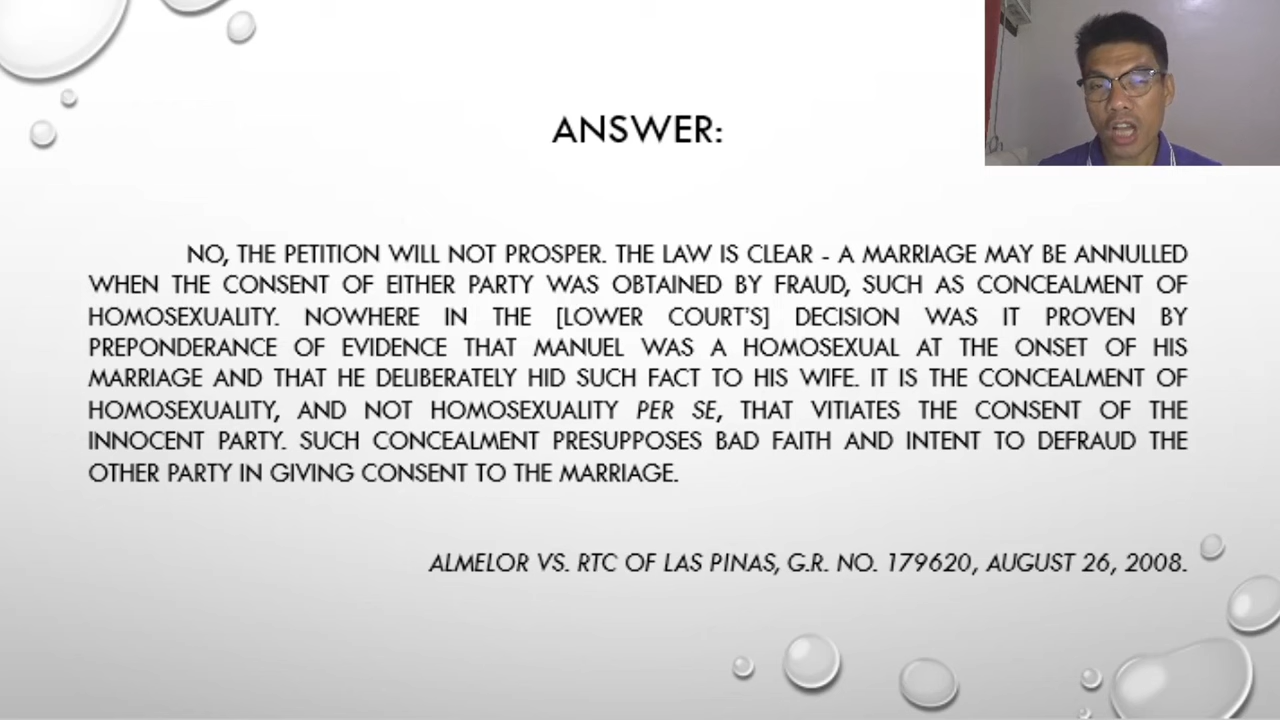 ANSWER:
NO, THE PETITION WILL NOT PROSPER. THE LAW IS CLEAR - A MARRIAGE MAY BE ANNULLED
WHEN THE CONSENT OF EITHER PARTY WAS OBTAINED BY FRAUD, SUCH AS CONCEALMENT OF
HOMOSEXUALITY. NOWHERE IN THE [LOWER COURT'S] DECISION WAS IT PROVEN BY
PREPONDERANCE OF EVIDENCE THAT MANUEL WAS A HOMOSEXUAL AT THE ONSET OF HIS
MARRIAGE AND THAT HE DELIBERATELY HID SUCH FACT TO HIS WIFE. IT IS THE CONCEALMENT OF
HOMOSEXUALITY, AND NOT HOMOSEXUALITY PER SE, THAT VITIATES THE CONSENT OF THE
INNOCENT PARTY. SUCH CONCEALMENT PRESUPPOSES BAD FAITH AND INTENT TO DEFRAUD THE
OTHER PARTY IN GIVING CONSENT TO THE MARRIAGE.
ALMELOR VS. RTC OF LAS PINAS, G.R. NO. 179620, AUGUST 26, 2008.